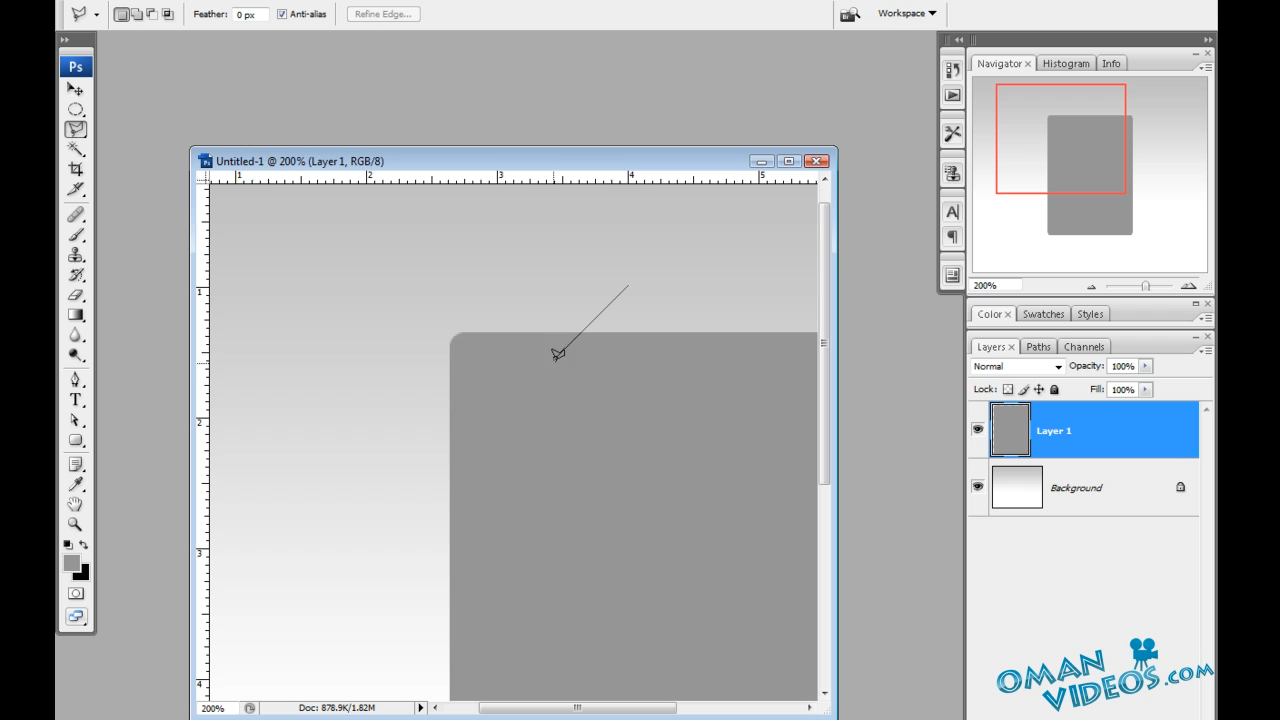 Feather: 0 px Anti-alias Refine Edge... Workspace
Ps
Navigator Histogram Info
Untitled-1 @ 200% (Layer 1, RGB/8)
1 2 3 4 5
1
2
3
4
200%
Color Swatches Styles
Layers Paths Channels
Normal Opacity: 100%
Lock: Fill: 100%
Layer 1
Background
200% Doc: 878.9K/1.82M
OMAN
VIDEOS.COM